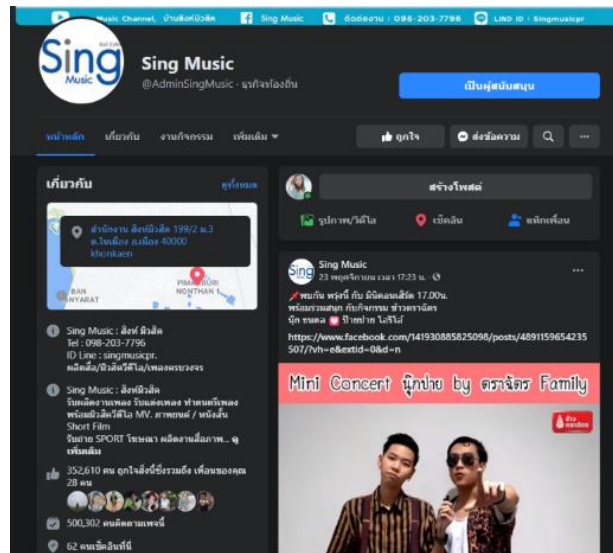 Music Channel, บ้านสิงห์มิวสิค
Sing Music
ติดต่องาน : 098-203-7796
LIND ID : Singmusicpr
Sing
Music
Sing Music
@AdminSingMusic · ธุรกิจท้องถิ่น
เป็นผู้สนับสนุน
หน้าหลัก
เกี่ยวกับ
งานกิจกรรม
เพิ่มเติม
ถูกใจ
ส่งข้อความ
เกี่ยวกับ
ดูทั้งหมด
สำนักงาน สิงห์มิวสิค 199/2 ม.3
ต.ในเมือง อ.เมือง 40000
khonkaen
BAN
NYARAT
NONTHAN 1
Sing Music : สิงห์ มิวสิค
Tel : 098-203-7796
ID Line : singmusicpr.
ผลิตสื่อ/มิวสิควีดีโอ/เพลงครบวงจร
Sing Music : สิงห์มิวสิค
รับผลิตงานเพลง รับแต่งเพลง ทำดนตรีเพลง
พร้อมมิวสิควีดีโอ MV. ภาพยนต์ / หนังสั้น
Short Film
รับถ่าย SPORT โฆษณา ผลิตงานสื่อภาพ... ดู
เพิ่มเติม
352,610 คน ถูกใจสิ่งนี้ซึ่งรวมถึง เพื่อนของคุณ
28 คน
500,302 คนติดตามเพจนี้
62 คนเช็คอินที่นี่
สร้างโพสต์
รูปภาพ/วิดีโอ
เช็คอิน
แท็กเพื่อน
Sing Music
23 พฤศจิกายน เวลา 17:23 น.
พบกัน พรุ่งนี้ กับ มินิคอนเสิร์ต 17.00น.
พร้อมร่วมสนุก กับกิจกรรม ข้าวตราฉัตร
นุ๊ก ธนดล ป้ายปาย โอริโอ้
https://www.facebook.com/141930885825098/posts/4891159654235
507/?vh=e&extid=0&d=n
Mini Concert นุ๊กป้าย by ตราฉัตร Family
ข้าว
ตราฉัตร